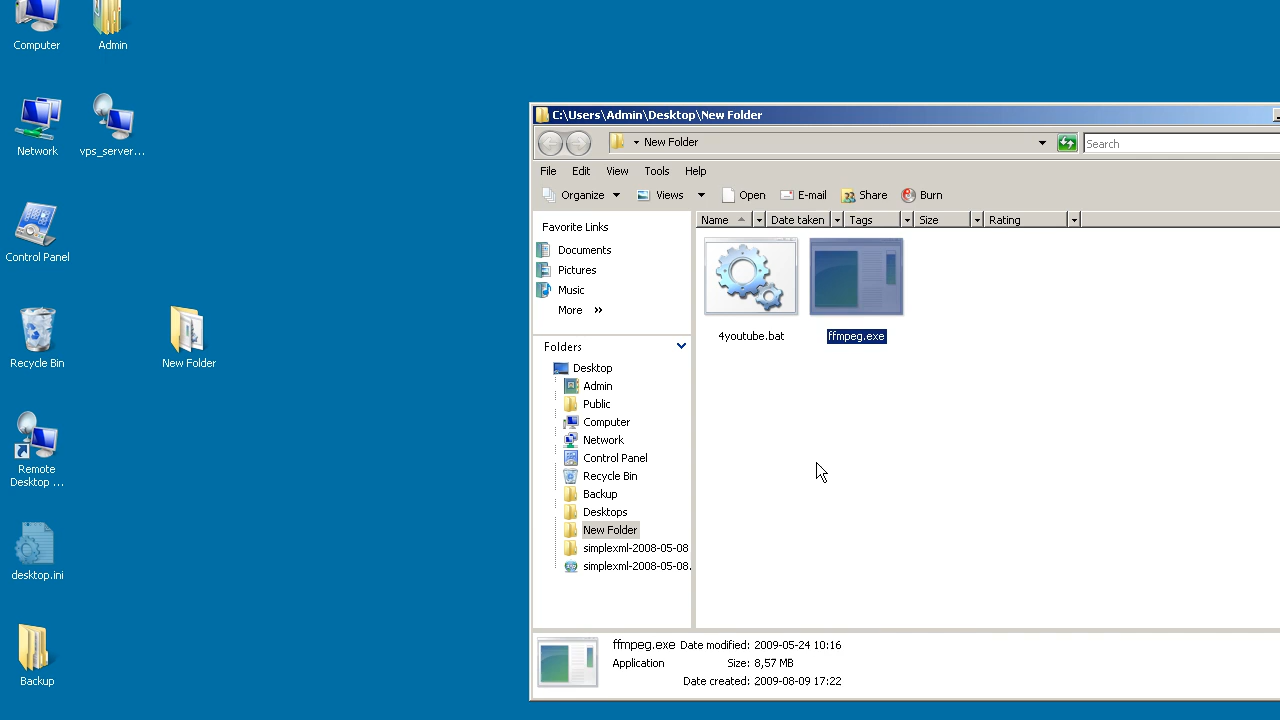 Computer
Admin
Network
vps_server...
Control Panel
Recycle Bin
New Folder
Remote
Desktop ...
desktop.ini
Backup
C:\Users\Admin\Desktop\New Folder
New Folder
Search
File Edit View Tools Help
Organize Views Open E-mail Share Burn
Name Date taken Tags Size Rating
Favorite Links
Documents
Pictures
Music
More »
Folders
Desktop
Admin
Public
Computer
Network
Control Panel
Recycle Bin
Backup
Desktops
New Folder
simplexml-2008-05-08
simplexml-2008-05-08.
4youtube.bat
ffmpeg.exe
ffmpeg.exe Date modified: 2009-05-24 10:16
Application Size: 8,57 MB
Date created: 2009-08-09 17:22